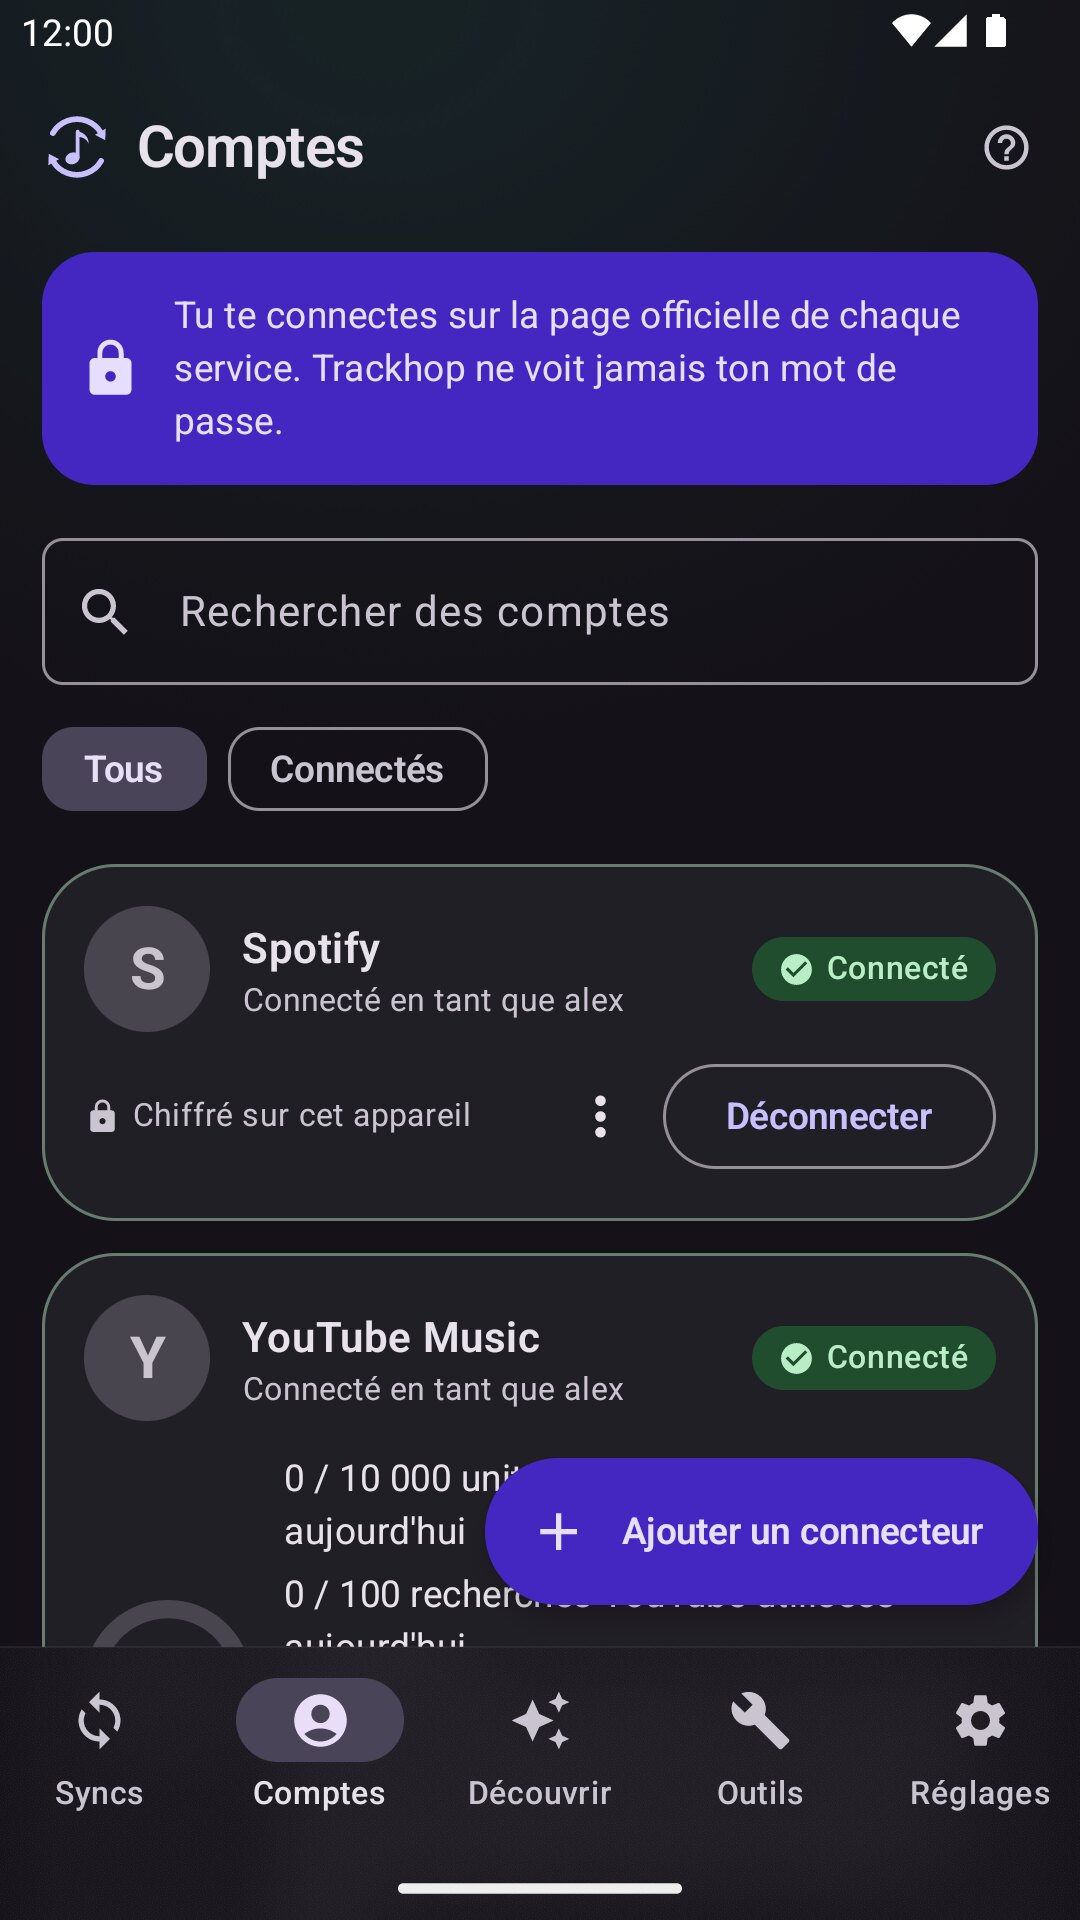 12:00
Comptes
Tu te connectes sur la page officielle de chaque
service. Trackhop ne voit jamais ton mot de
passe.
Rechercher des comptes
Tous
Connectés
S
Spotify
Connecté en tant que alex
Connecté
Chiffré sur cet appareil
Déconnecter
Y
YouTube Music
Connecté en tant que alex
Connecté
0 / 10 000
aujourd'hui
Ajouter un connecteur
0 / 100
aujourd'hui
Syncs
Comptes
Découvrir
Outils
Réglages